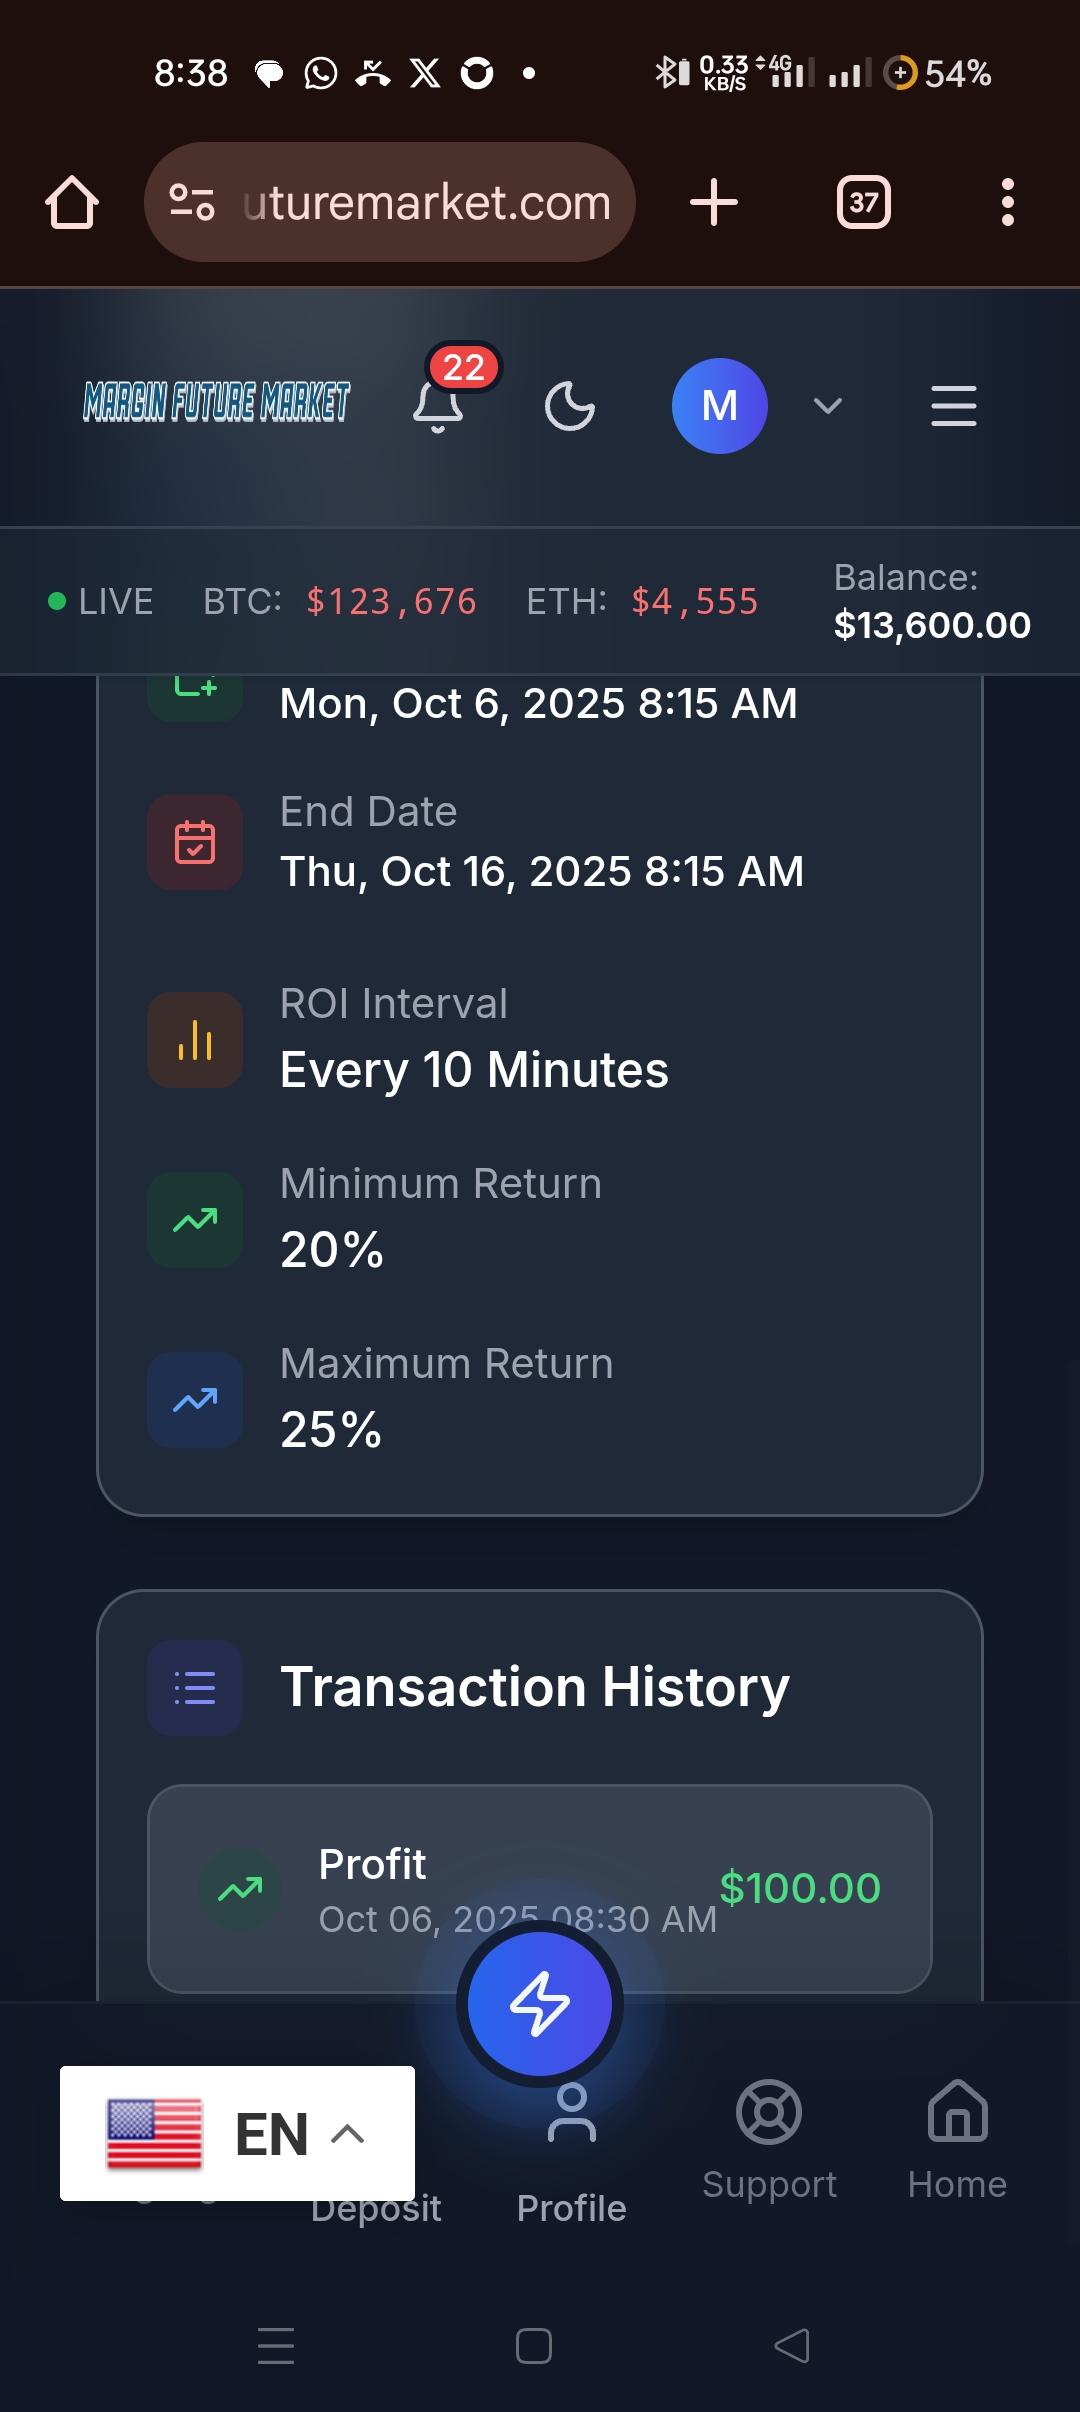 8:38
0.33
KB/S
4G
54%
uturemarket.com
37
MARGIN FUTURE MARKET
22
M
LIVE BTC: $123,676 ETH: $4,555
Balance:
$13,600.00
Mon, Oct 6, 2025 8:15 AM
End Date
Thu, Oct 16, 2025 8:15 AM
ROI Interval
Every 10 Minutes
Minimum Return
20%
Maximum Return
25%
Transaction History
Profit
$100.00
Oct 06, 2025 08:30 AM
EN
Deposit
Profile
Support
Home